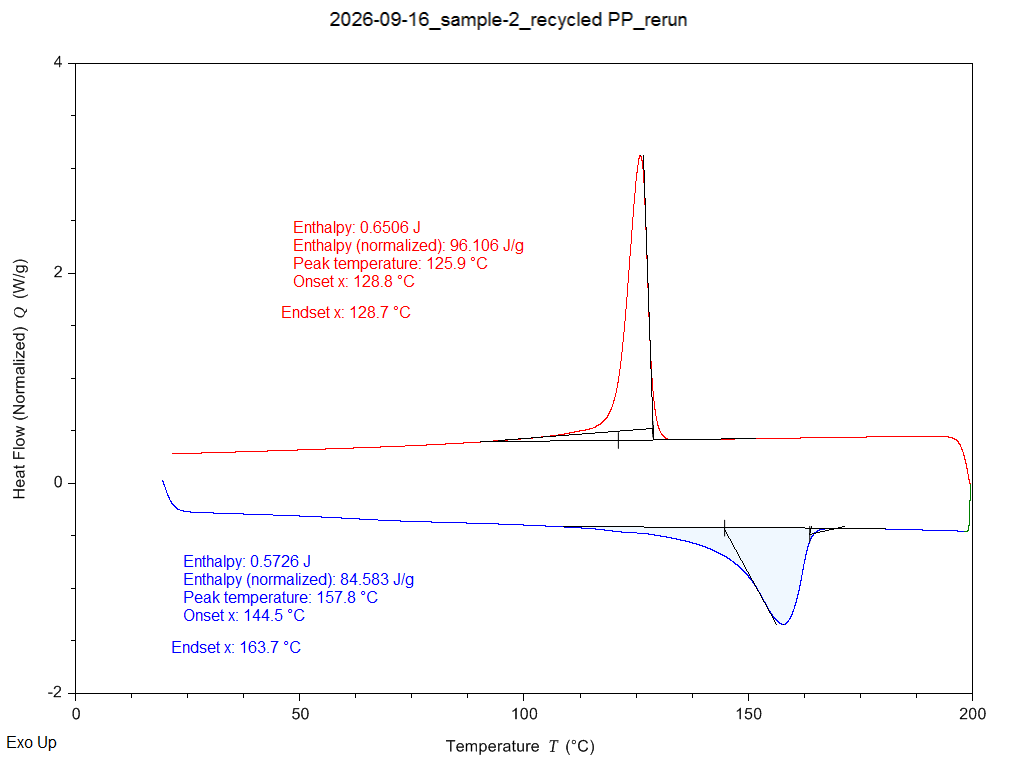 2026-09-16_sample-2_recycled PP_rerun
4
2
0
-2
Heat Flow (Normalized) Q (W/g)
Enthalpy: 0.6506 J
Enthalpy (normalized): 96.106 J/g
Peak temperature: 125.9 °C
Onset x: 128.8 °C
Endset x: 128.7 °C
Enthalpy: 0.5726 J
Enthalpy (normalized): 84.583 J/g
Peak temperature: 157.8 °C
Onset x: 144.5 °C
Endset x: 163.7 °C
0
50
100
150
200
Exo Up
Temperature T (°C)